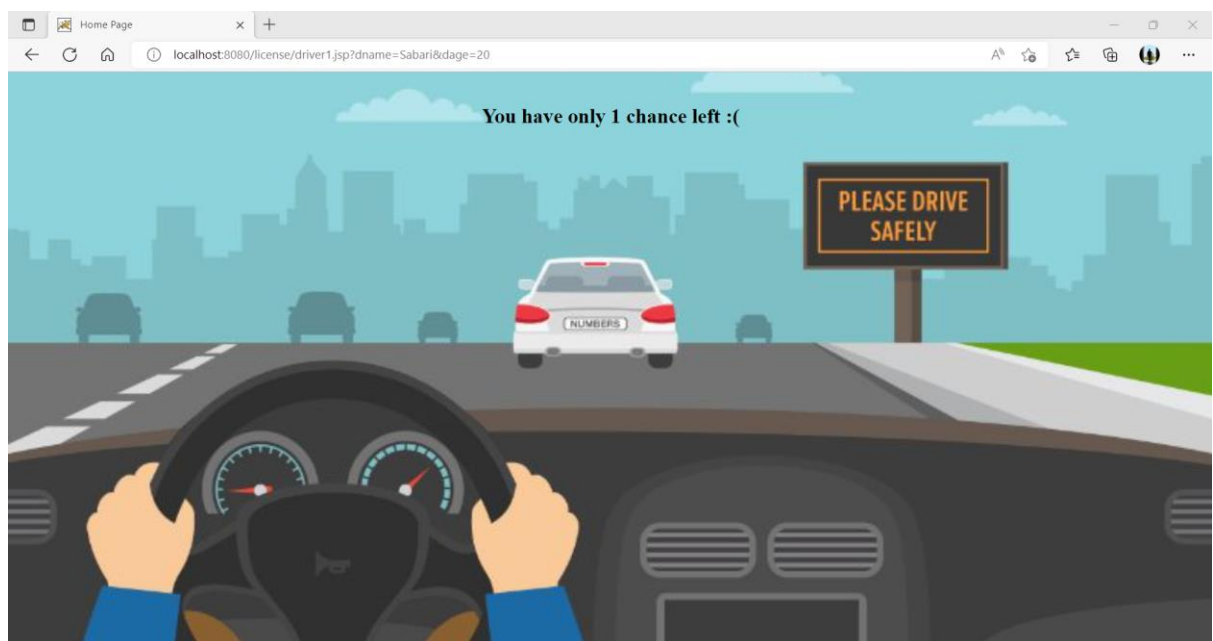 Home Page
localhost:8080/license/driver1.jsp?dname=Sabari&dage=20
You have only 1 chance left :(
PLEASE DRIVE
SAFELY
NUMBERS